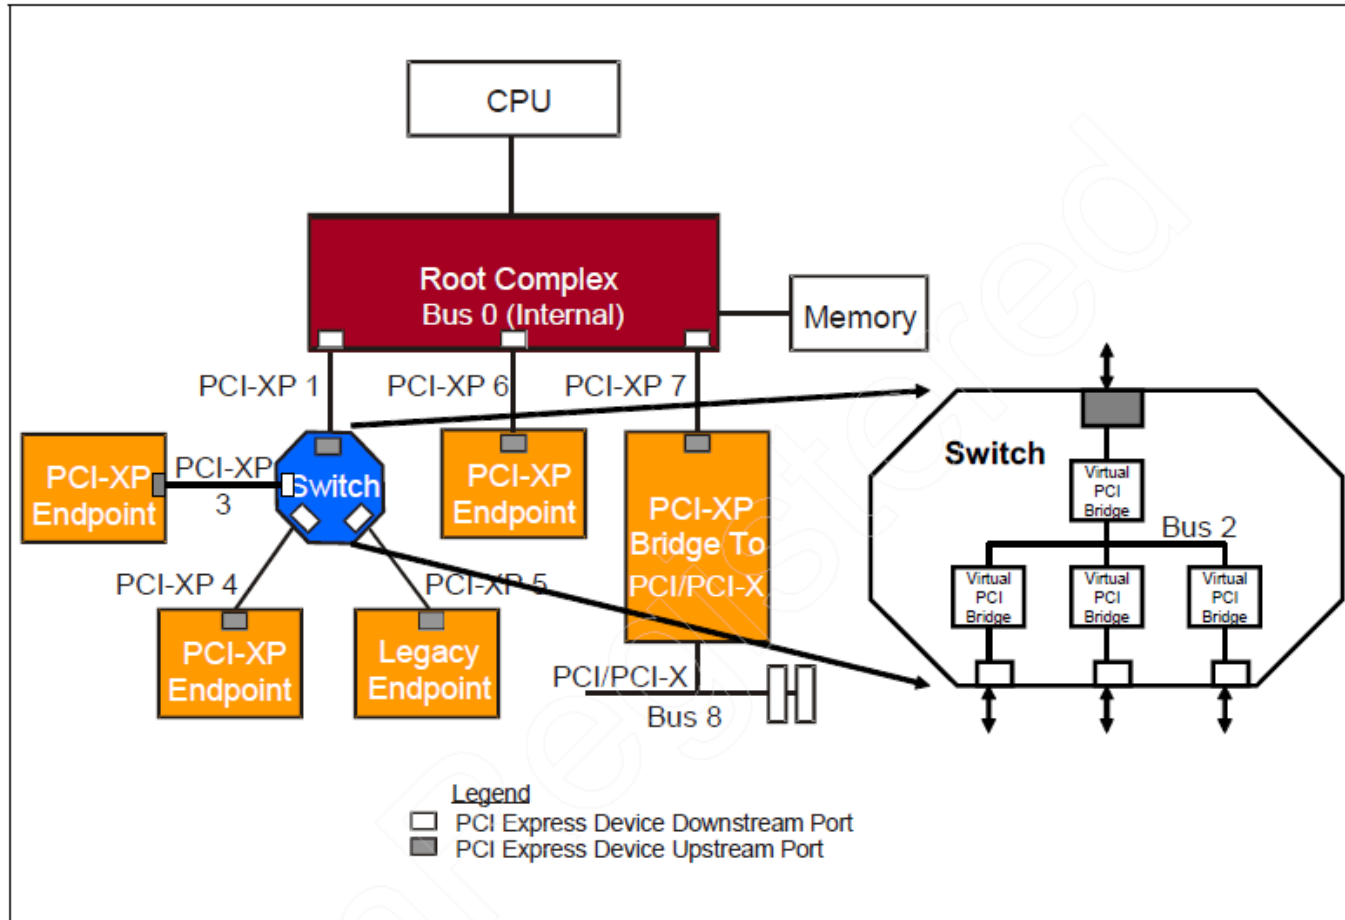 CPU
Root Complex
Bus 0 (Internal)
Memory
PCI-XP 1
PCI-XP 6
PCI-XP 7
PCI-XP
Endpoint
PCI-XP
3
Switch
PCI-XP
Endpoint
PCI-XP
Bridge To
PCI/PCI-X
PCI-XP 4
PCI-XP 5
PCI-XP
Endpoint
Legacy
Endpoint
PCI/PCI-X
Bus 8
Switch
Virtual
PCI
Bridge
Bus 2
Virtual
PCI
Bridge
Virtual
PCI
Bridge
Virtual
PCI
Bridge
Legend
PCI Express Device Downstream Port
PCI Express Device Upstream Port